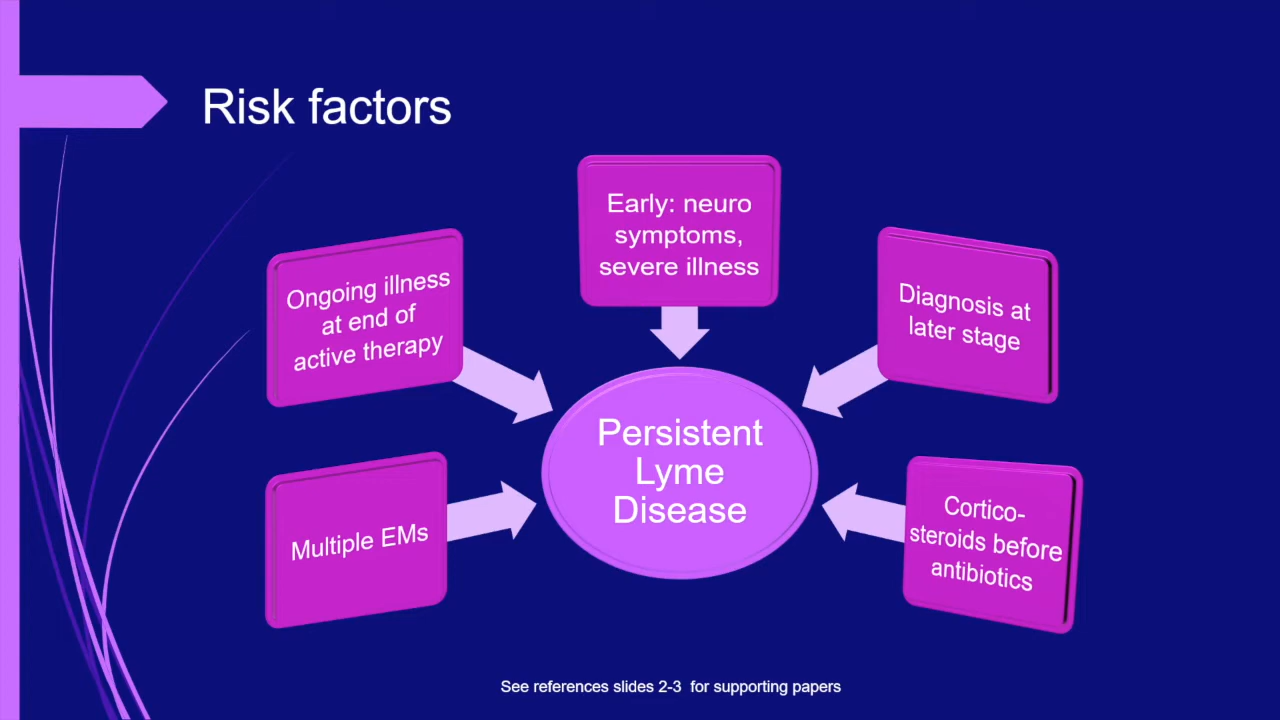 Risk factors
Early: neuro
symptoms,
severe illness
Ongoing illness
at end of
active therapy
Diagnosis at
later stage
Persistent
Lyme
Disease
Multiple EMs
Cortico-
steroids before
antibiotics
See references slides 2-3  for supporting papers